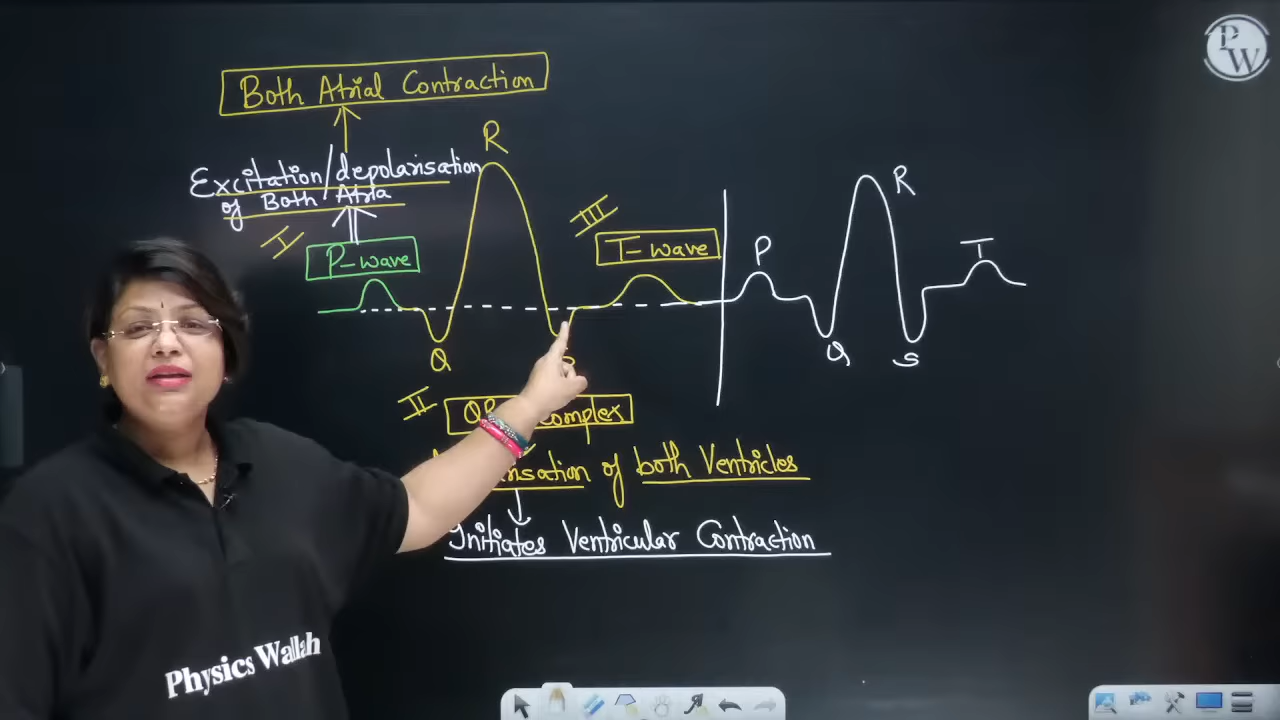 PW
Both Atrial Contraction
Excitation/depolarisation
of Both Atria
I
P-wave
R
III
T-wave
P
R
T
Q
Q
S
II
Complex
of both Ventricles
Initiates Ventricular Contraction
Physics Wallah